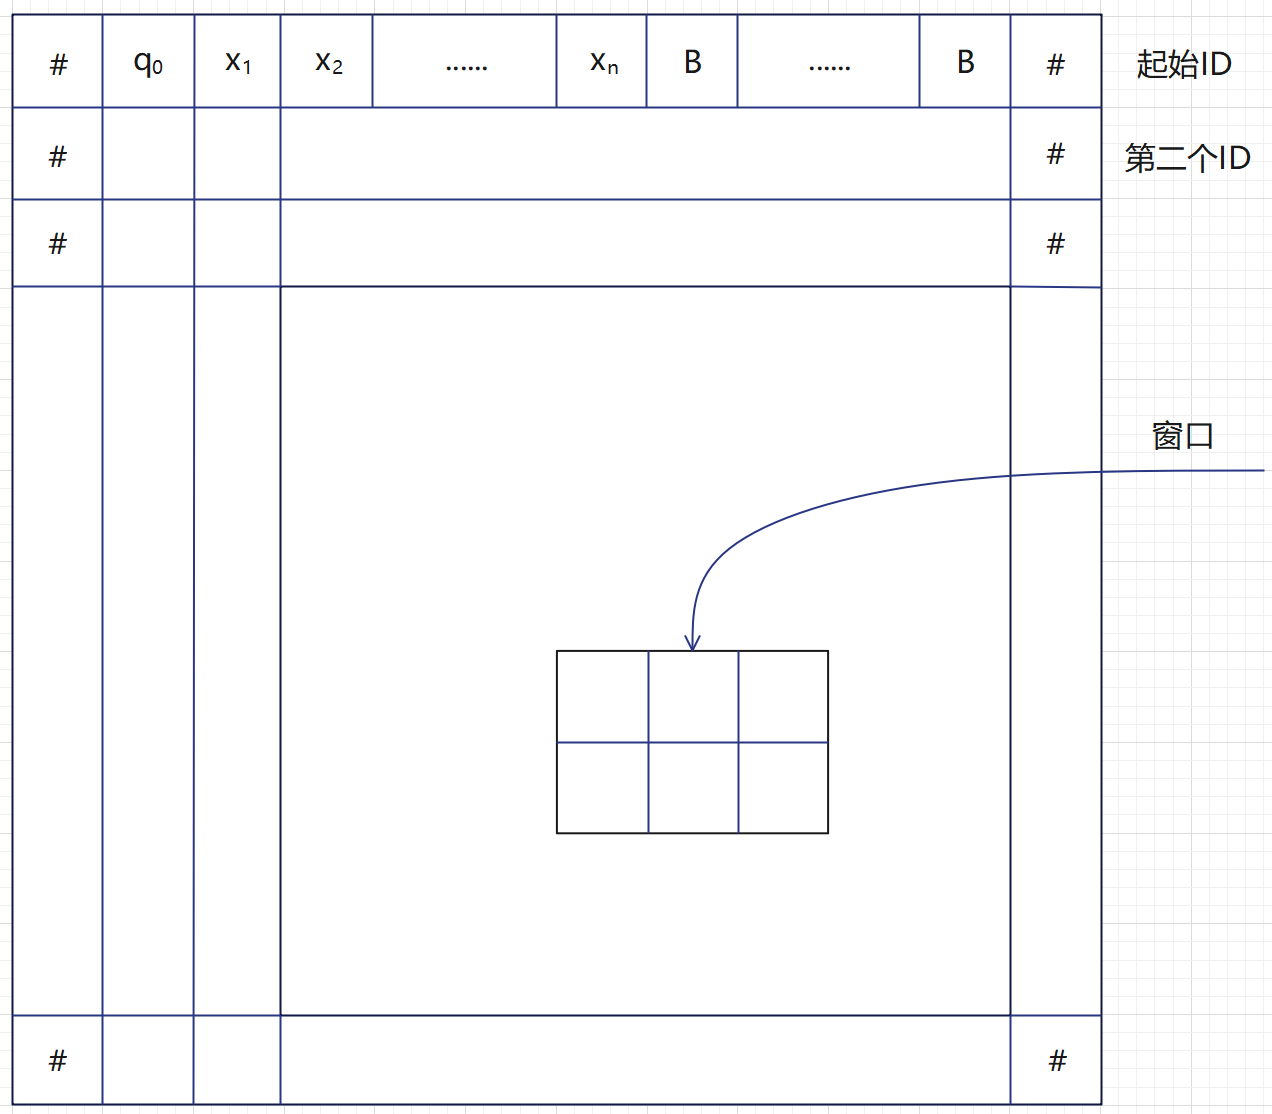 # q₀ x₁ x₂ ...... xₙ B ...... B # 起始ID
# # 第二个ID
# #
窗口
# #